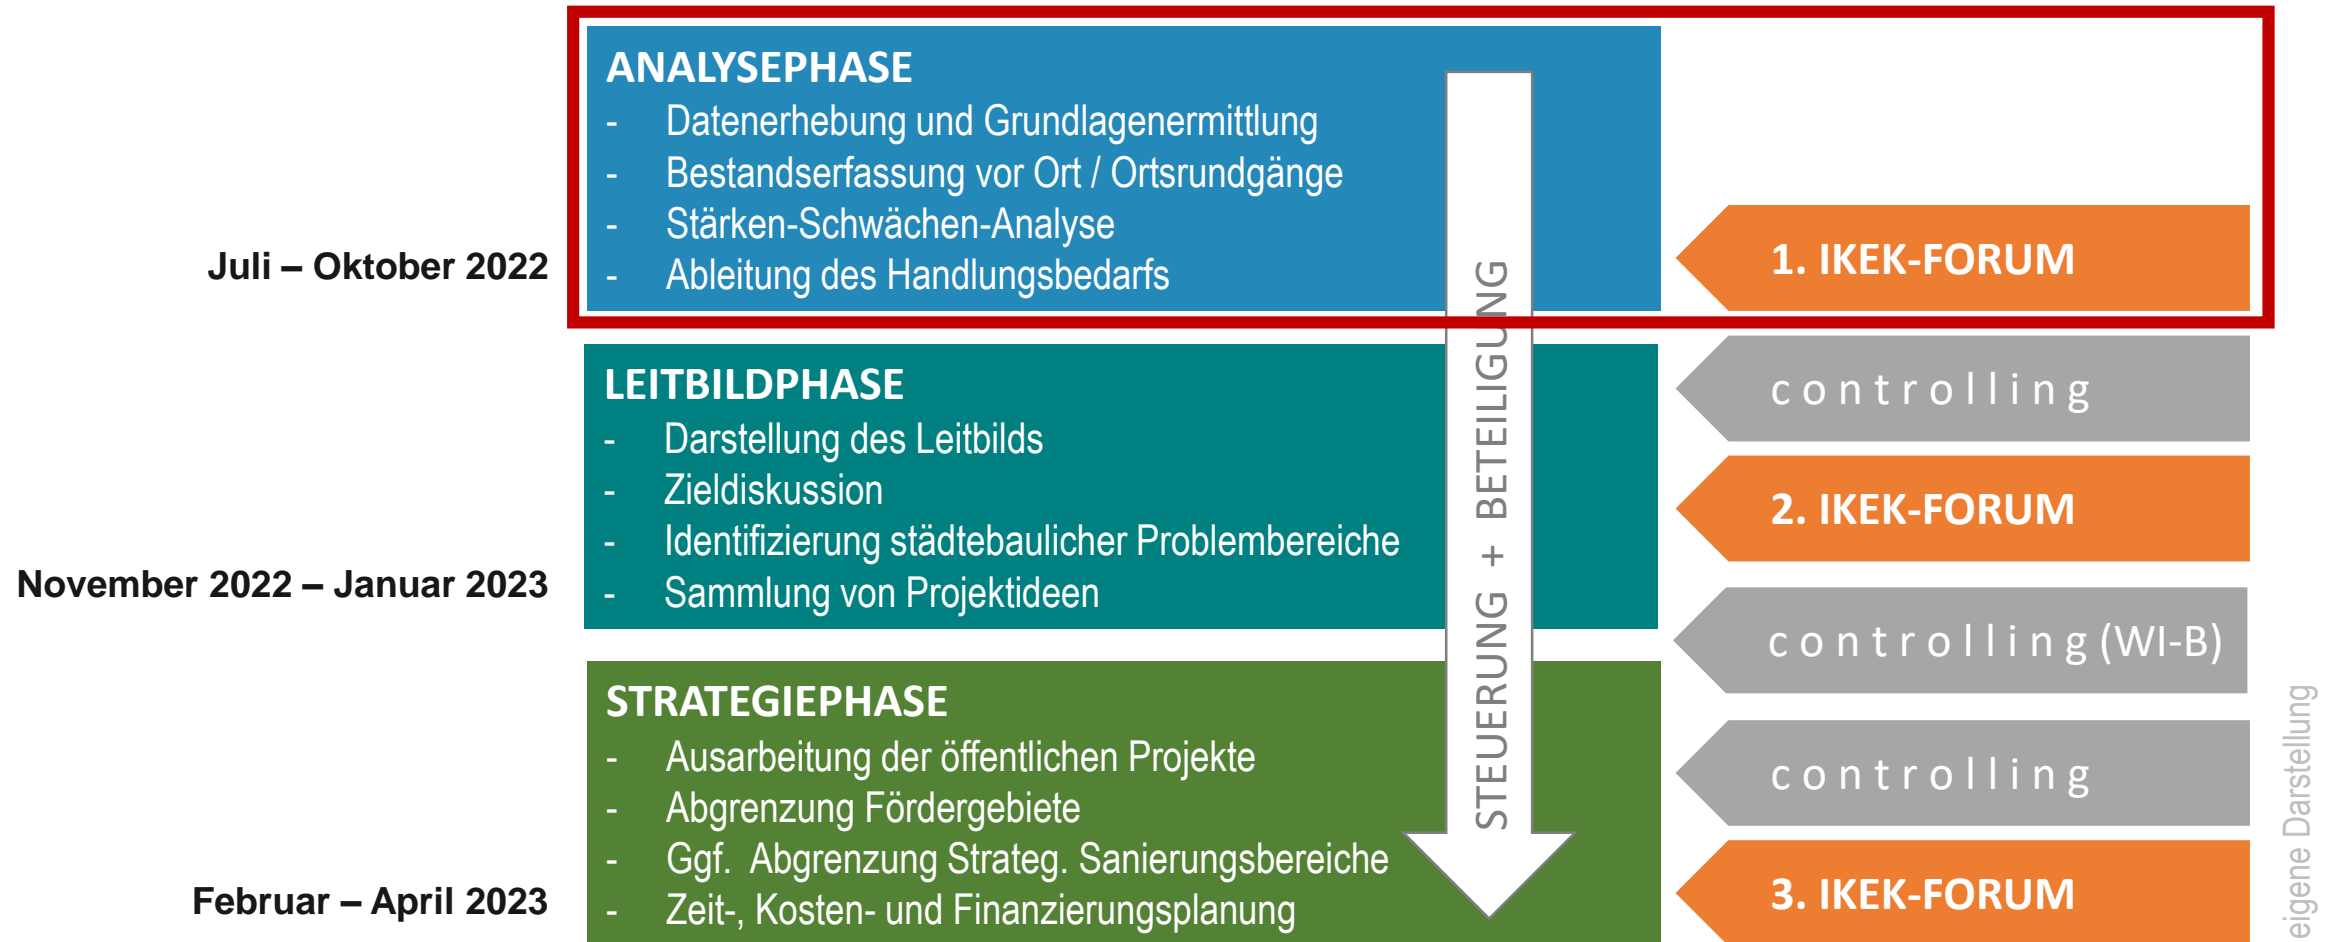 ANALYSEPHASE
- Datenerhebung und Grundlagenermittlung
- Bestandserfassung vor Ort / Ortsrundgänge
- Stärken-Schwächen-Analyse
- Ableitung des Handlungsbedarfs
Juli – Oktober 2022
1. IKEK-FORUM
controlling
LEITBILDPHASE
- Darstellung des Leitbilds
- Zieldiskussion
- Identifizierung städtebaulicher Problembereiche
- Sammlung von Projektideen
November 2022 – Januar 2023
2. IKEK-FORUM
controlling (WI-B)
STRATEGIEPHASE
- Ausarbeitung der öffentlichen Projekte
- Abgrenzung Fördergebiete
- Ggf. Abgrenzung Strateg. Sanierungsbereiche
- Zeit-, Kosten- und Finanzierungsplanung
Februar – April 2023
controlling
3. IKEK-FORUM
STEUERUNG + BETEILIGUNG
eigene Darstellung